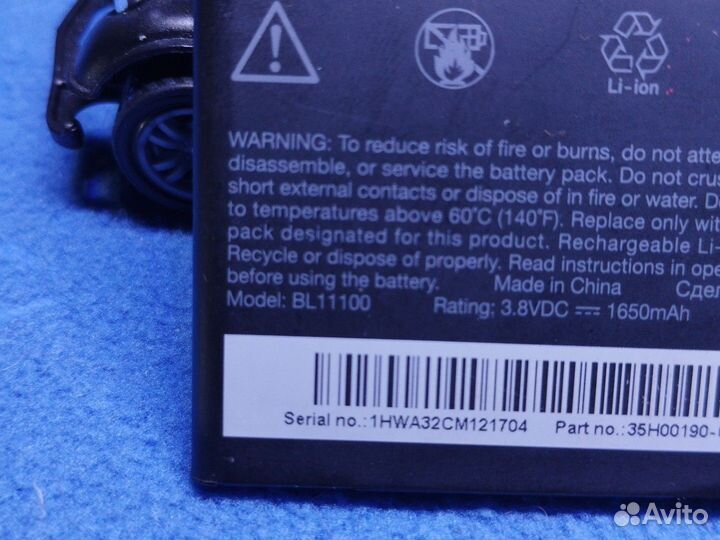 Li-ion
WARNING: To reduce risk of fire or burns, do not atte
disassemble, or service the battery pack. Do not crus
short external contacts or dispose of in fire or water. D
to temperatures above 60°C (140°F). Replace only wit
pack designated for this product. Rechargeable Li-
Recycle or dispose of properly. Read instructions in ope
before using the battery. Made in China Сдел
Model: BL11100 Rating: 3.8VDC ⎓ 1650mAh
Serial no.:1HWA32CM121704 Part no.:35H00190-
Avito